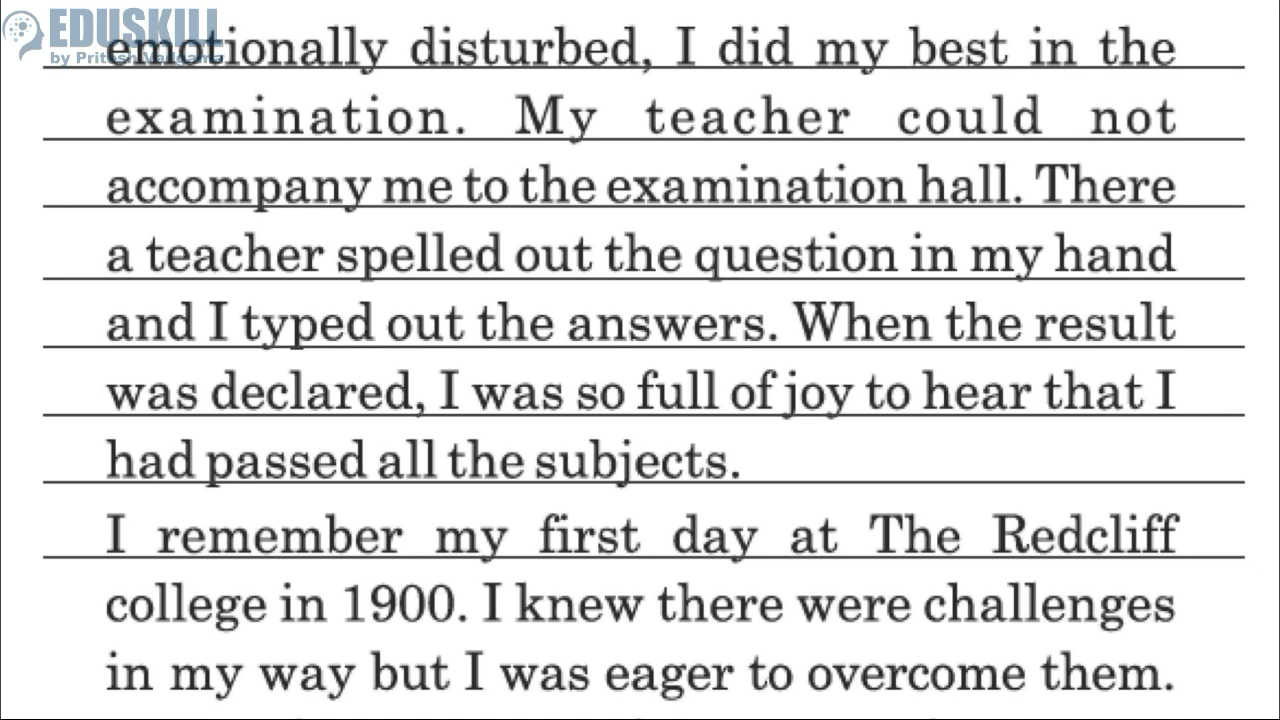 EDUSKILL
by Pritesh
emotionally disturbed, I did my best in the
examination. My teacher could not
accompany me to the examination hall. There
a teacher spelled out the question in my hand
and I typed out the answers. When the result
was declared, I was so full of joy to hear that I
had passed all the subjects.
I remember my first day at The Redcliff
college in 1900. I knew there were challenges
in my way but I was eager to overcome them.